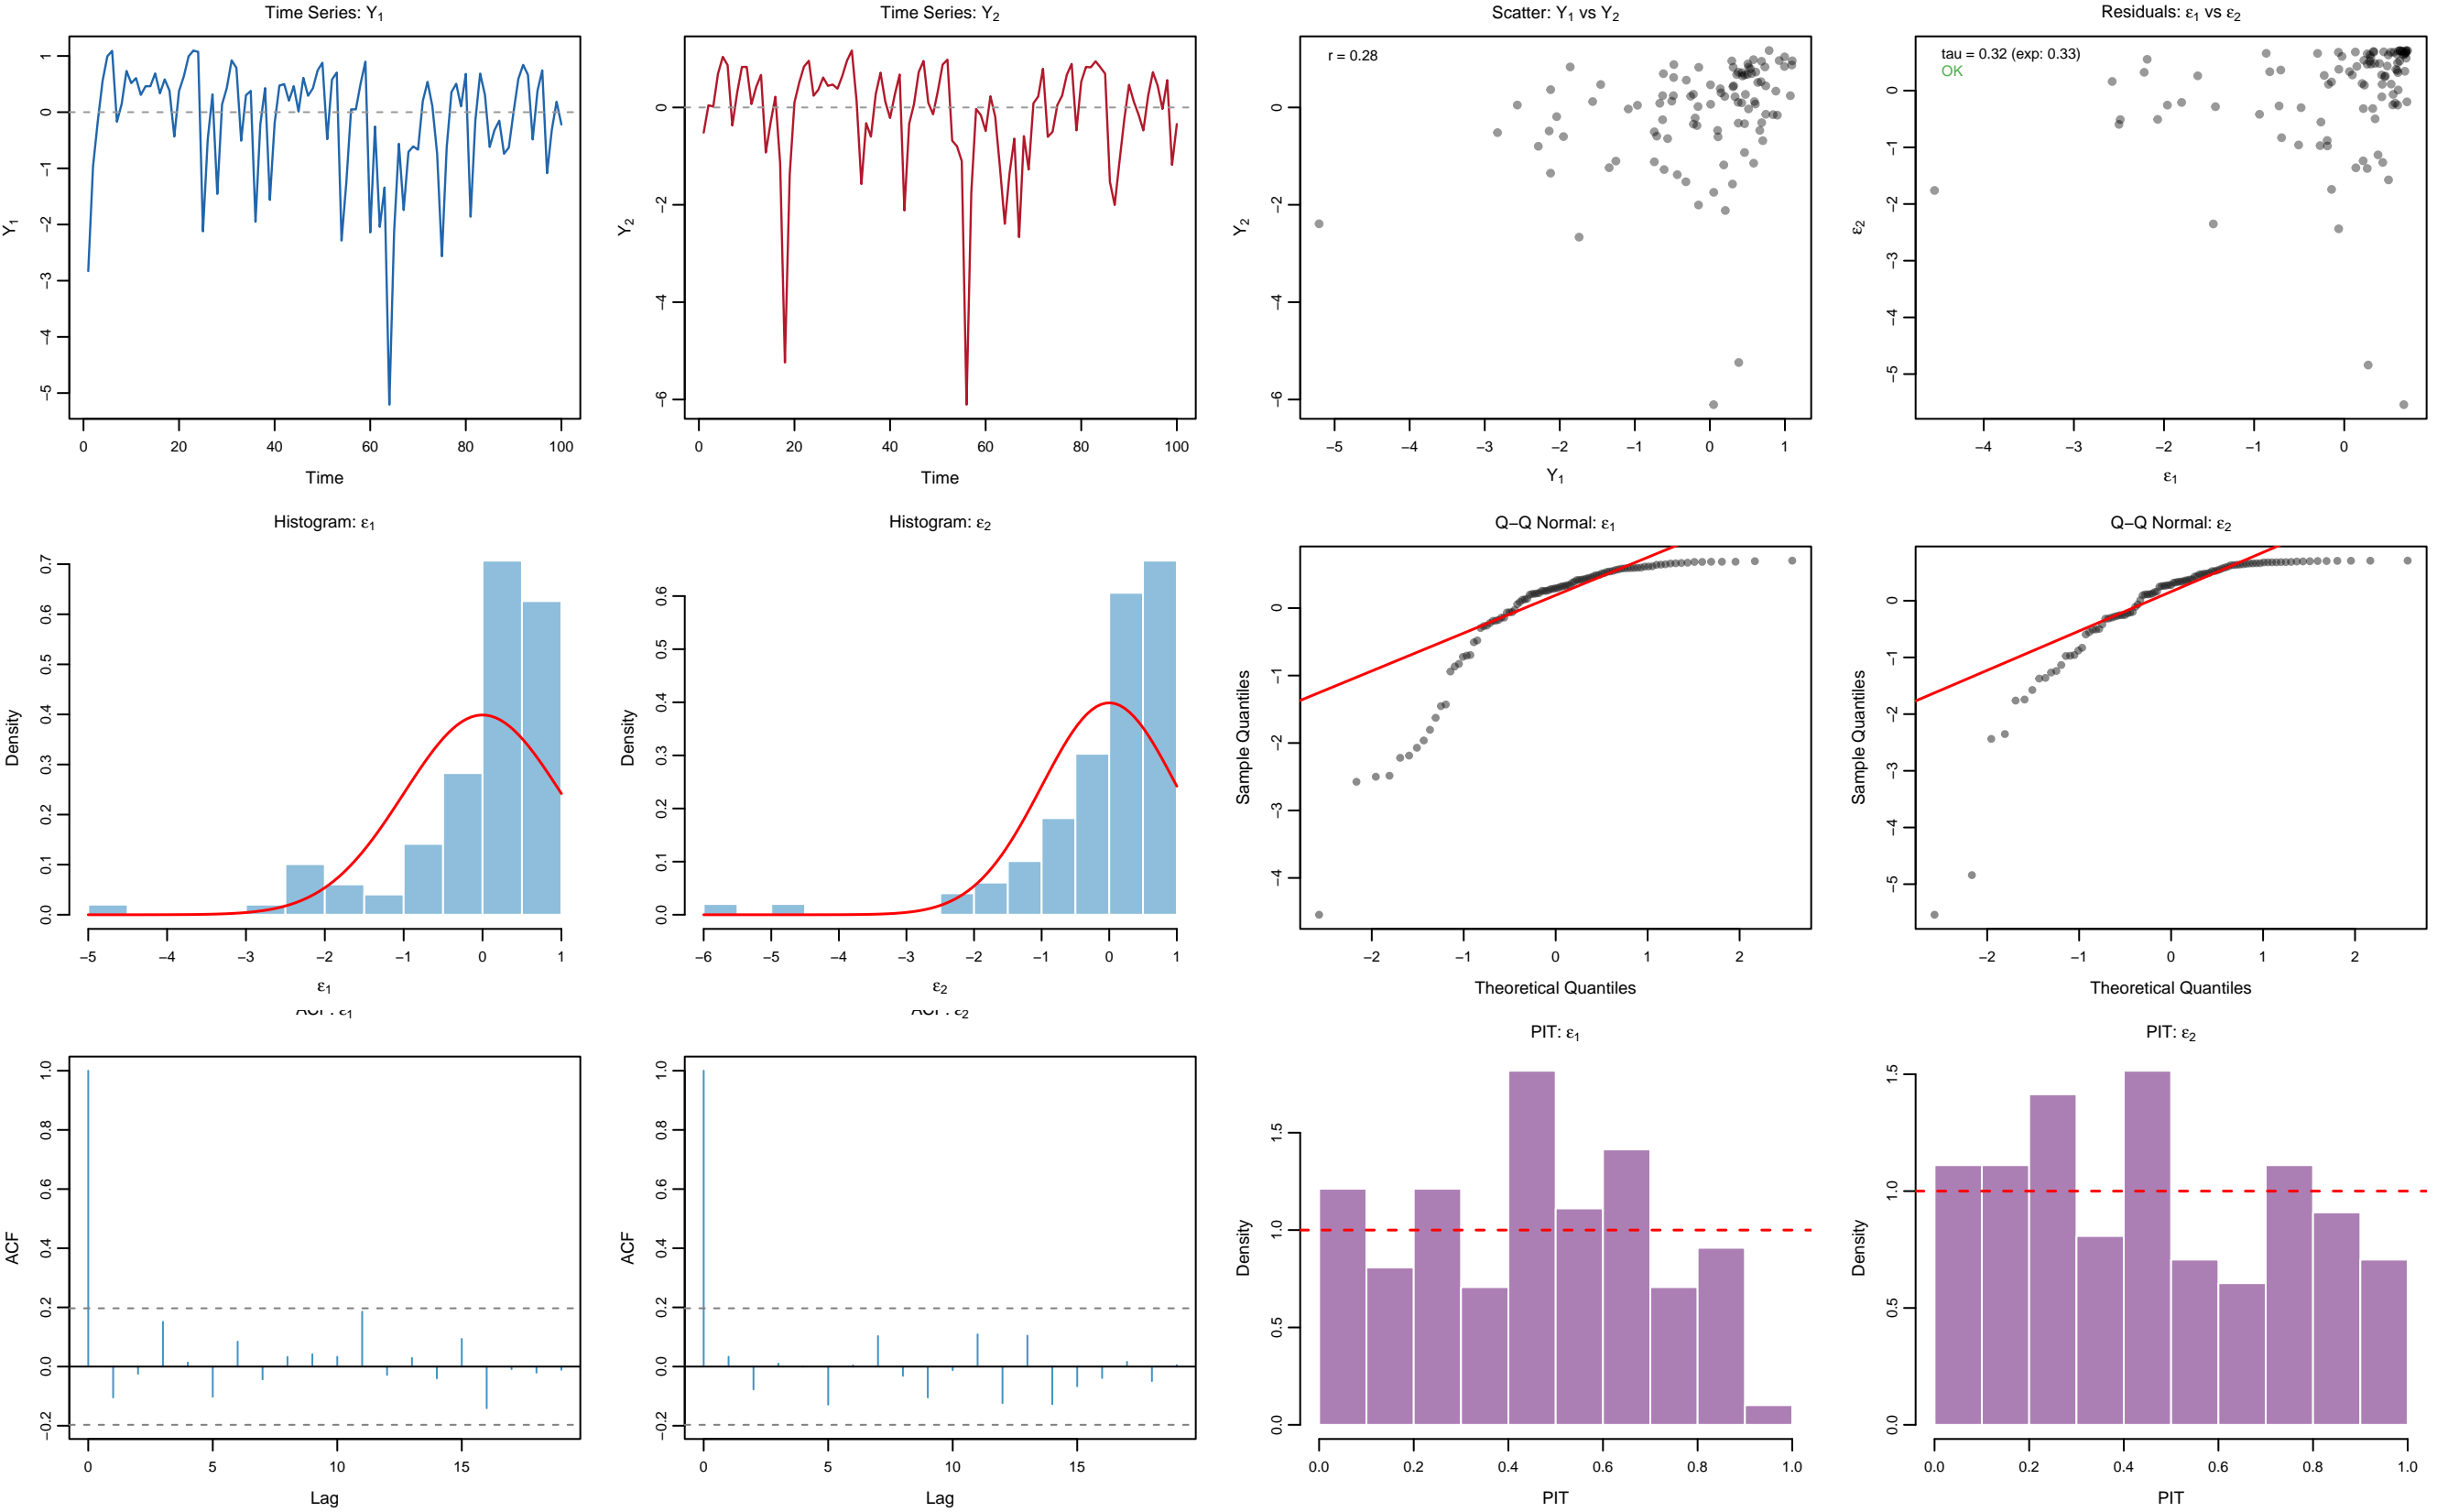 Time Series: Y₁
Y₁
1
0
−1
−2
−3
−4
−5
0 20 40 60 80 100
Time
Time Series: Y₂
Y₂
0
−2
−4
−6
0 20 40 60 80 100
Time
Scatter: Y₁ vs Y₂
r = 0.28
Y₂
0
−2
−4
−6
−5 −4 −3 −2 −1 0 1
Y₁
Residuals: ε₁ vs ε₂
tau = 0.32 (exp: 0.33)
OK
ε₂
0
−1
−2
−3
−4
−5
−4 −3 −2 −1 0
ε₁
Histogram: ε₁
Density
0.7
0.6
0.5
0.4
0.3
0.2
0.1
0.0
−5 −4 −3 −2 −1 0 1
ε₁
Histogram: ε₂
Density
0.6
0.5
0.4
0.3
0.2
0.1
0.0
−6 −5 −4 −3 −2 −1 0 1
ε₂
Q−Q Normal: ε₁
Sample Quantiles
0
−1
−2
−3
−4
−2 −1 0 1 2
Theoretical Quantiles
Q−Q Normal: ε₂
Sample Quantiles
0
−1
−2
−3
−4
−5
−2 −1 0 1 2
Theoretical Quantiles
ACF: ε₁
ACF
1.0
0.8
0.6
0.4
0.2
0.0
−0.2
0 5 10 15
Lag
ACF: ε₂
ACF
1.0
0.8
0.6
0.4
0.2
0.0
−0.2
0 5 10 15
Lag
PIT: ε₁
Density
1.5
1.0
0.5
0.0
0.0 0.2 0.4 0.6 0.8 1.0
PIT
PIT: ε₂
Density
1.5
1.0
0.5
0.0
0.0 0.2 0.4 0.6 0.8 1.0
PIT